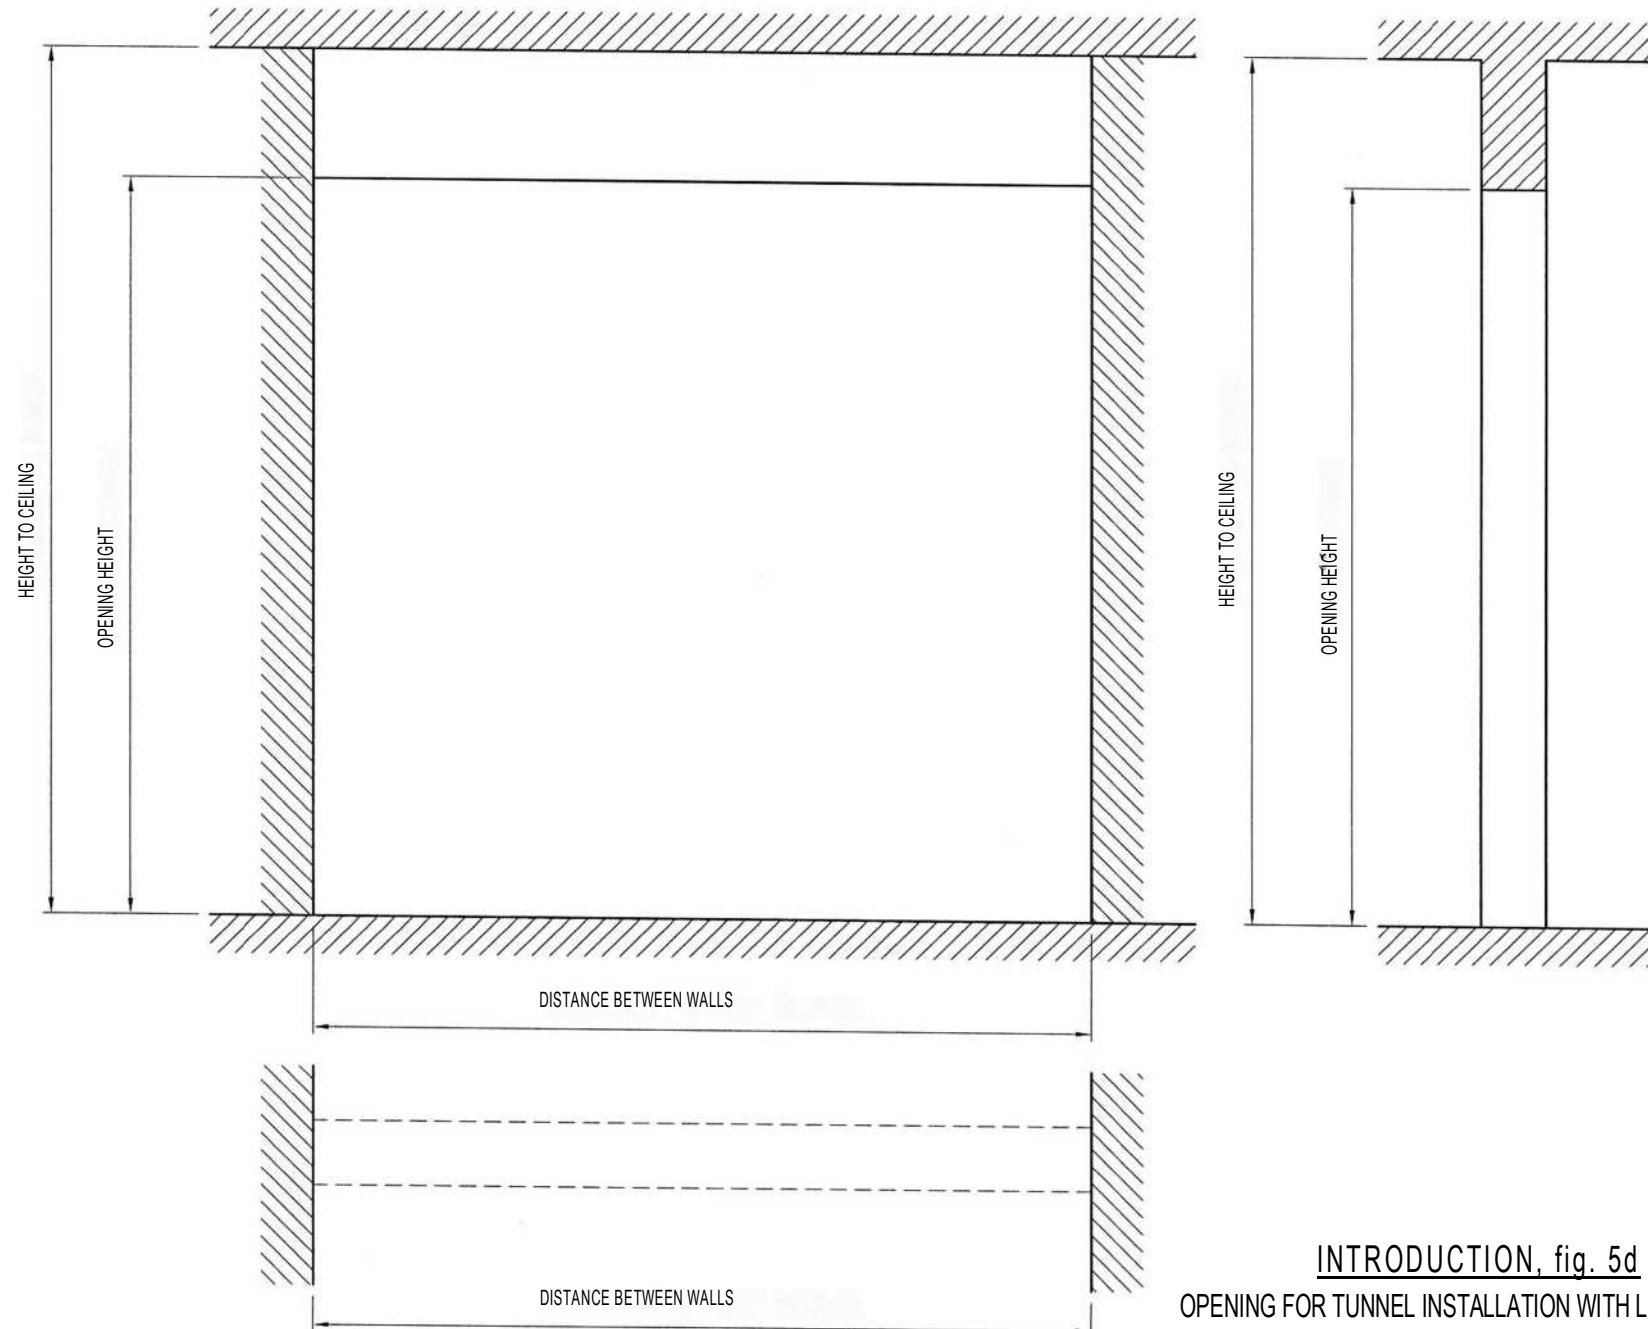 HEIGHT TO CEILING
OPENING HEIGHT
HEIGHT TO CEILING
OPENING HEIGHT
DISTANCE BETWEEN WALLS
DISTANCE BETWEEN WALLS
INTRODUCTION, fig. 5d
OPENING FOR TUNNEL INSTALLATION WITH L